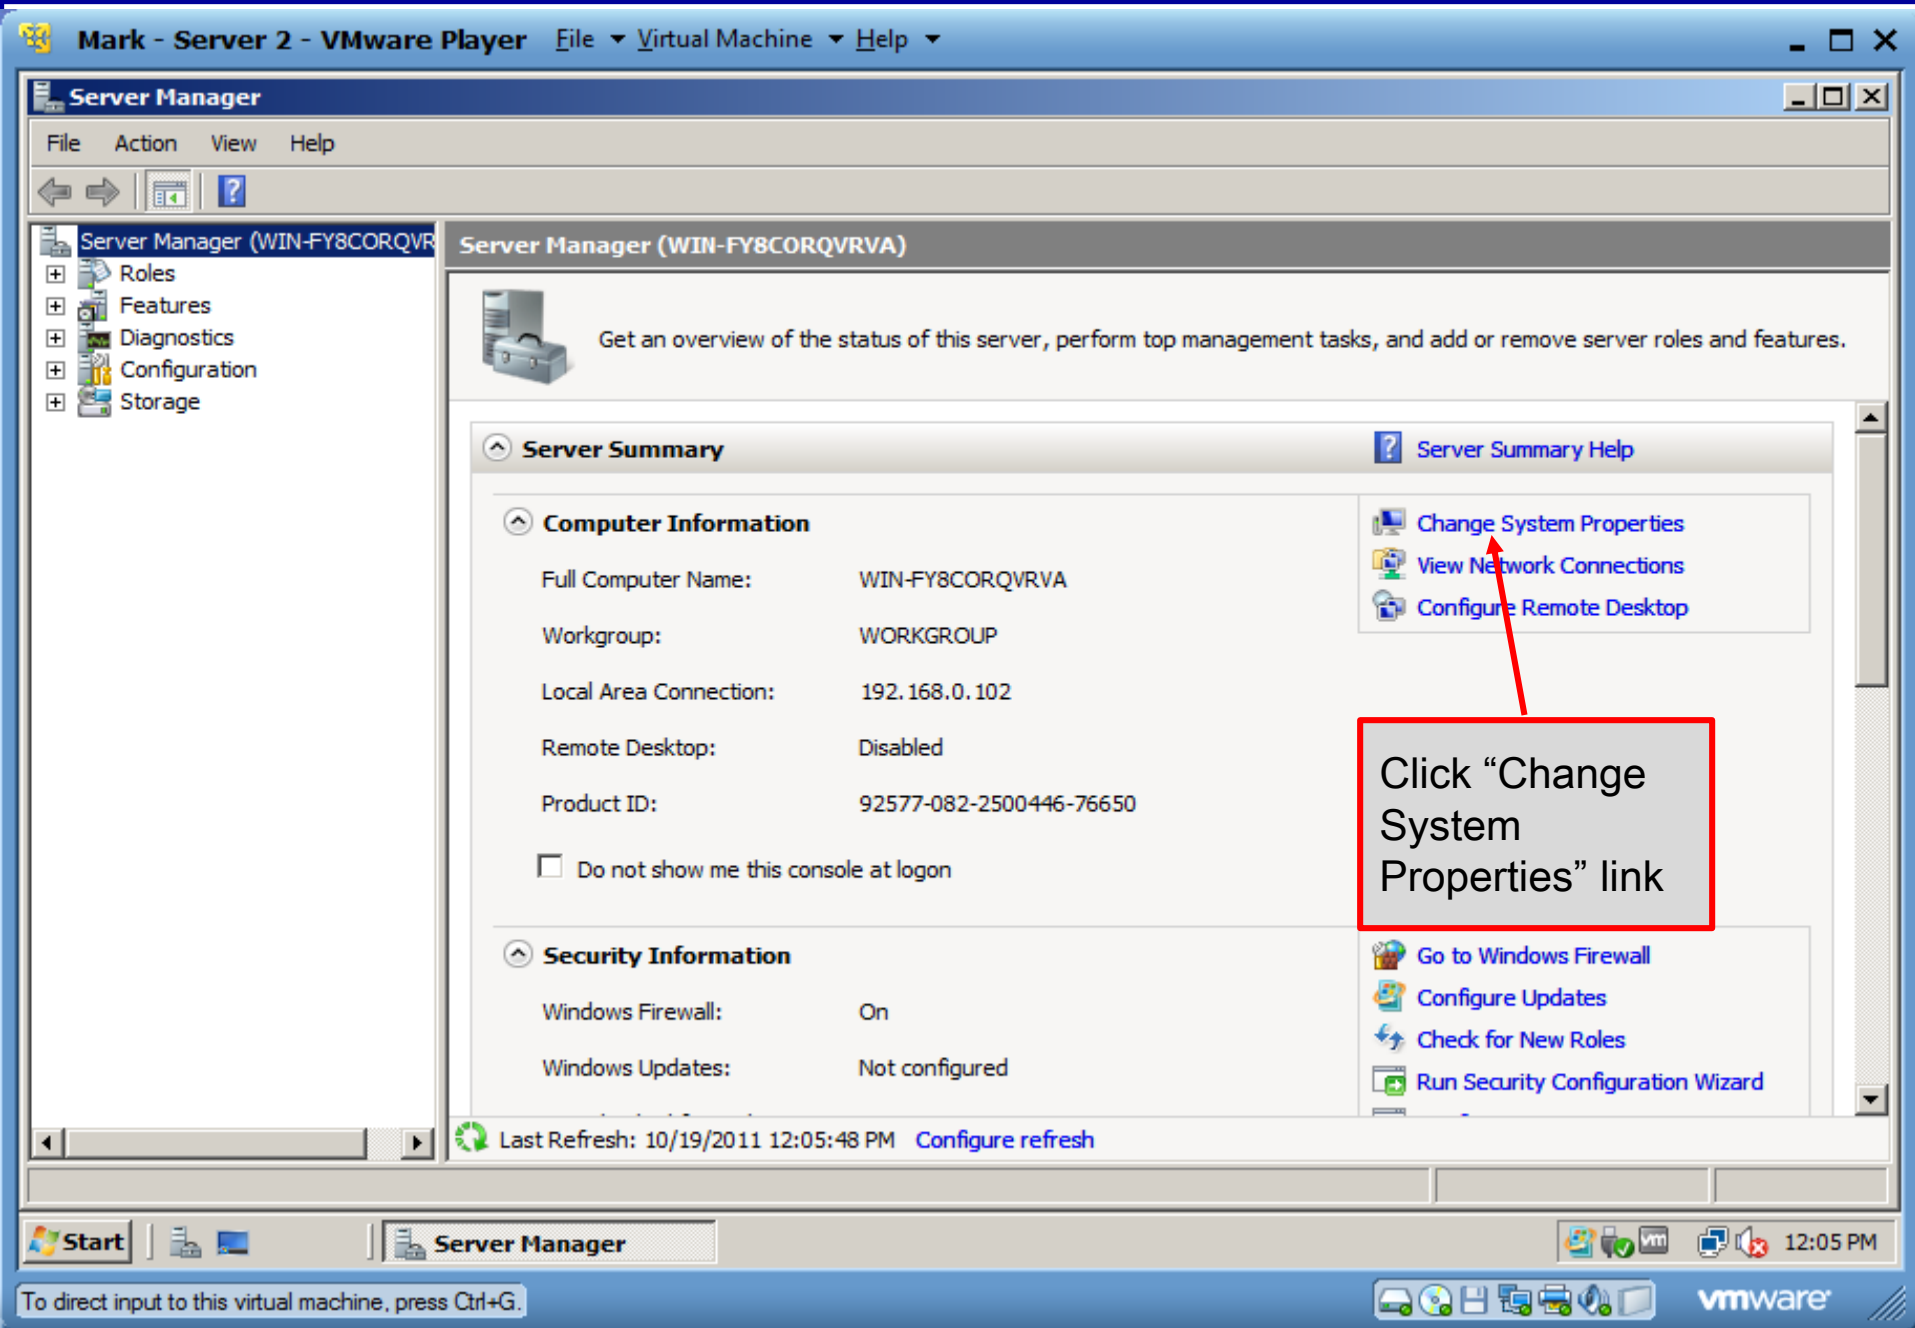 Mark - Server 2 - VMware Player File Virtual Machine Help
Server Manager
File Action View Help
Server Manager (WIN-FY8CORQVR
Roles
Features
Diagnostics
Configuration
Storage
Server Manager (WIN-FY8CORQVRVA)
Get an overview of the status of this server, perform top management tasks, and add or remove server roles and features.
Server Summary
Server Summary Help
Computer Information
Full Computer Name: WIN-FY8CORQVRVA
Workgroup: WORKGROUP
Local Area Connection: 192.168.0.102
Remote Desktop: Disabled
Product ID: 92577-082-2500446-76650
Do not show me this console at logon
Change System Properties
View Network Connections
Configure Remote Desktop
Click “Change
System
Properties” link
Security Information
Windows Firewall: On
Windows Updates: Not configured
Go to Windows Firewall
Configure Updates
Check for New Roles
Run Security Configuration Wizard
Last Refresh: 10/19/2011 12:05:48 PM Configure refresh
Start
Server Manager
vm
12:05 PM
To direct input to this virtual machine, press Ctrl+G.
vmware